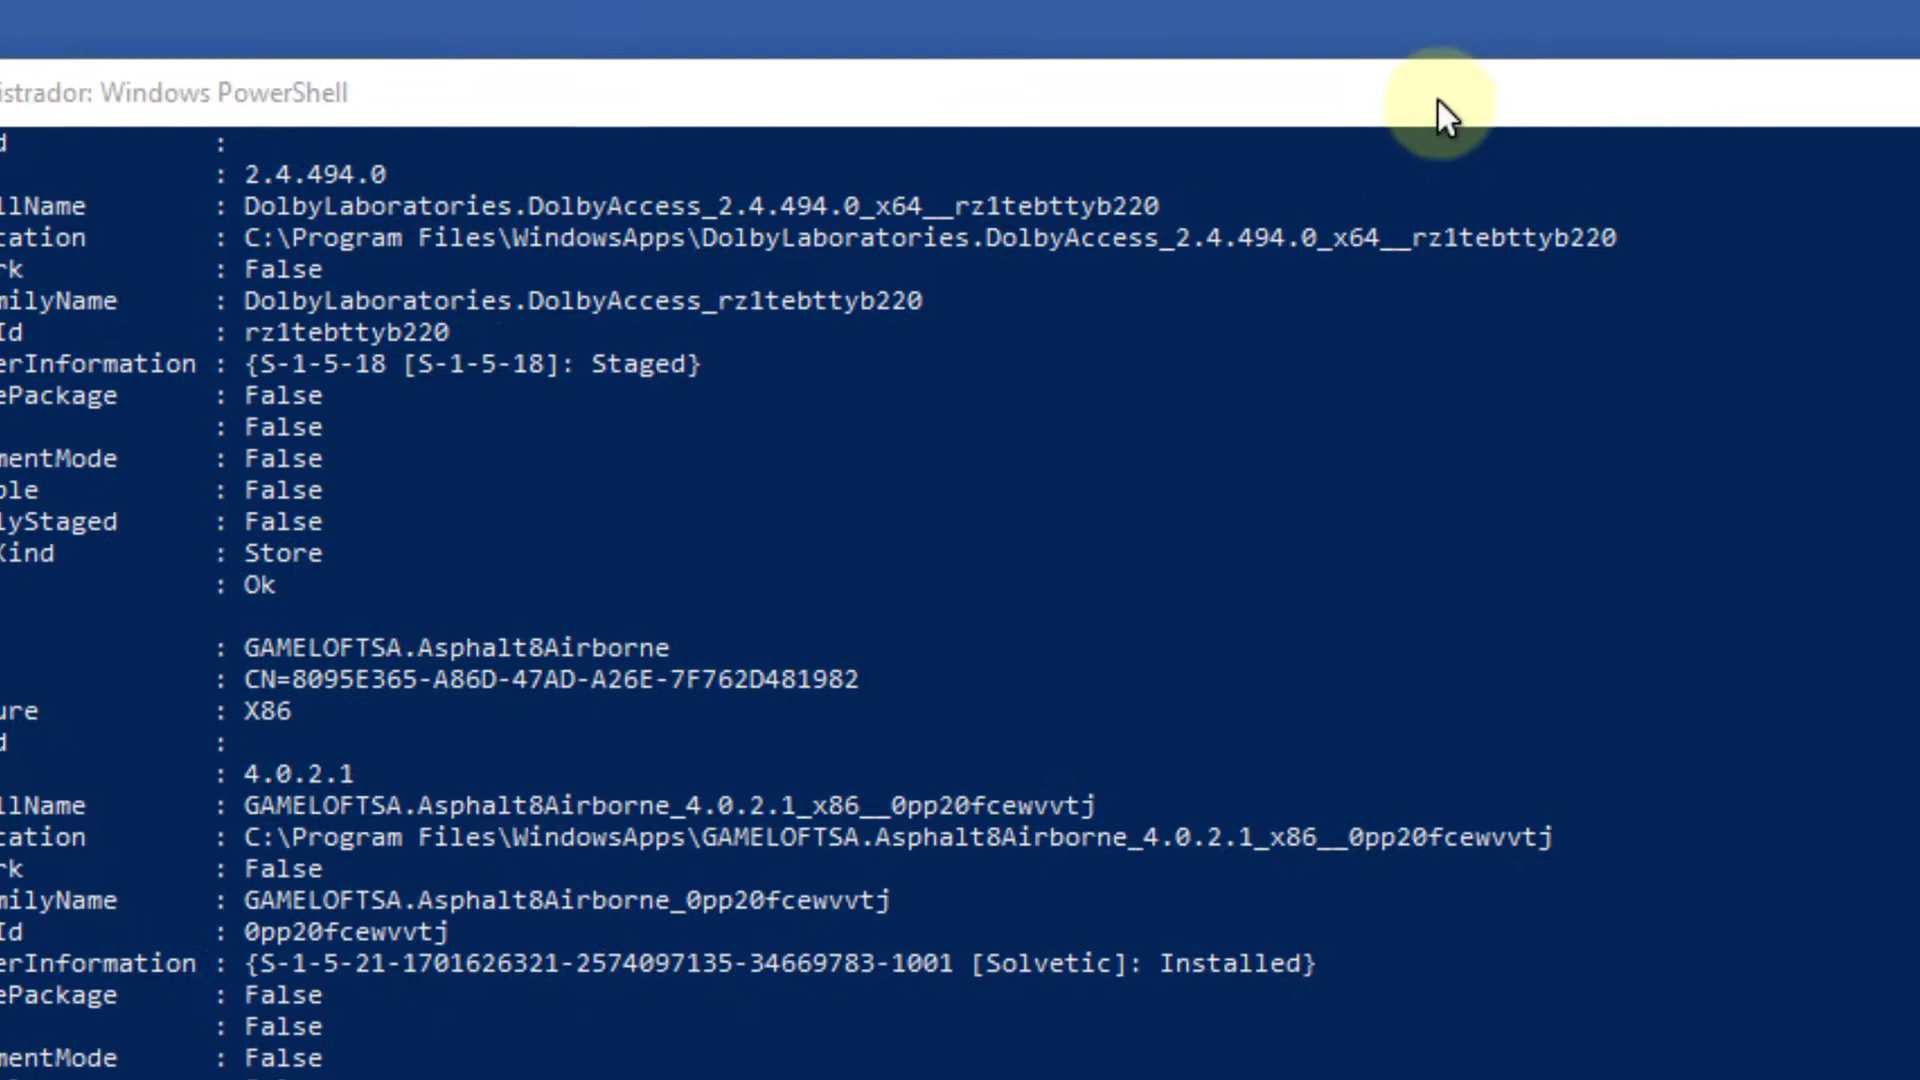 istrador: Windows PowerShell
d :
: 2.4.494.0
llName : DolbyLaboratories.DolbyAccess_2.4.494.0_x64__rz1tebttyb220
cation : C:\Program Files\WindowsApps\DolbyLaboratories.DolbyAccess_2.4.494.0_x64__rz1tebttyb220
rk : False
milyName : DolbyLaboratories.DolbyAccess_rz1tebttyb220
Id : rz1tebttyb220
erInformation : {S-1-5-18 [S-1-5-18]: Staged}
ePackage : False
: False
mentMode : False
ble : False
lyStaged : False
Kind : Store
: Ok
: GAMELOFTSA.Asphalt8Airborne
: CN=8095E365-A86D-47AD-A26E-7F762D481982
ure : X86
d :
: 4.0.2.1
llName : GAMELOFTSA.Asphalt8Airborne_4.0.2.1_x86__0pp20fcewvvtj
cation : C:\Program Files\WindowsApps\GAMELOFTSA.Asphalt8Airborne_4.0.2.1_x86__0pp20fcewvvtj
rk : False
milyName : GAMELOFTSA.Asphalt8Airborne_0pp20fcewvvtj
Id : 0pp20fcewvvtj
erInformation : {S-1-5-21-1701626321-2574097135-34669783-1001 [Solvetic]: Installed}
ePackage : False
: False
mentMode : False